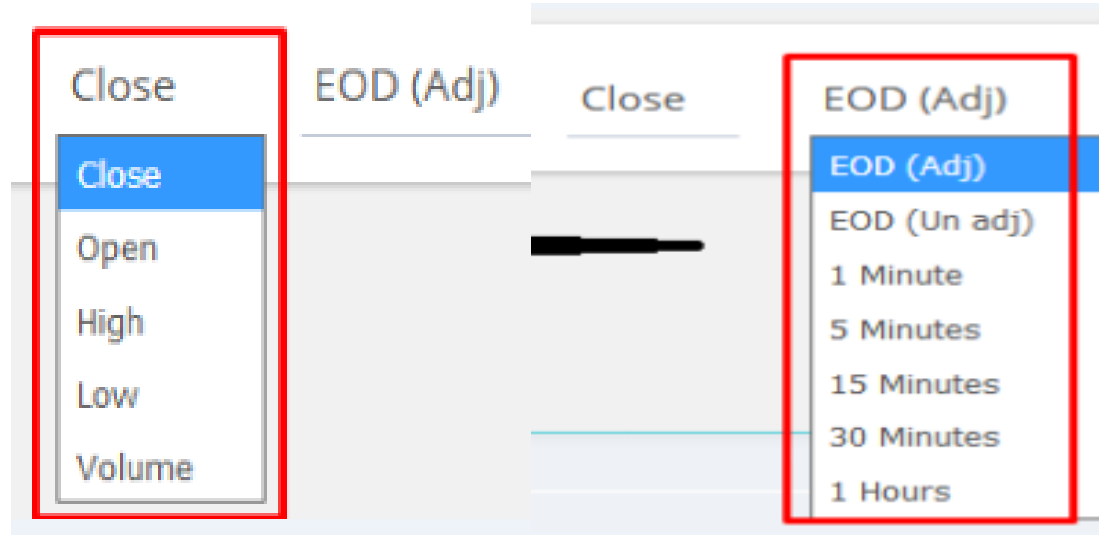 Close EOD (Adj)
Close
Open
High
Low
Volume
Close EOD (Adj)
EOD (Adj)
EOD (Un adj)
1 Minute
5 Minutes
15 Minutes
30 Minutes
1 Hours